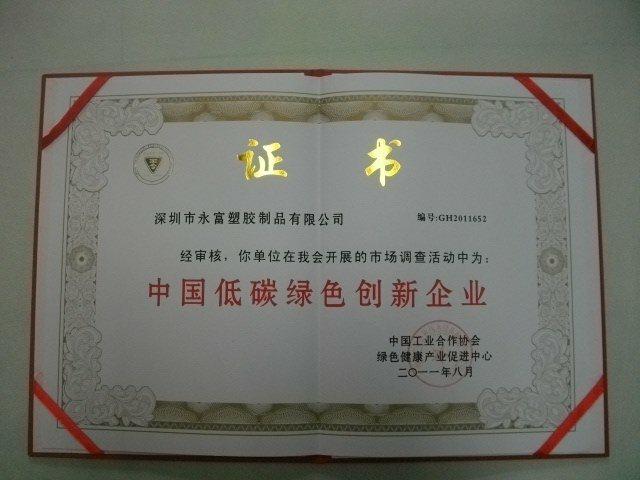 证 书
深圳市永富塑胶制品有限公司 编号:GH2011652
经审核，你单位在我会开展的市场调查活动中为:
中国低碳绿色创新企业
中国工业合作协会
绿色健康产业促进中心
二〇一一年八月